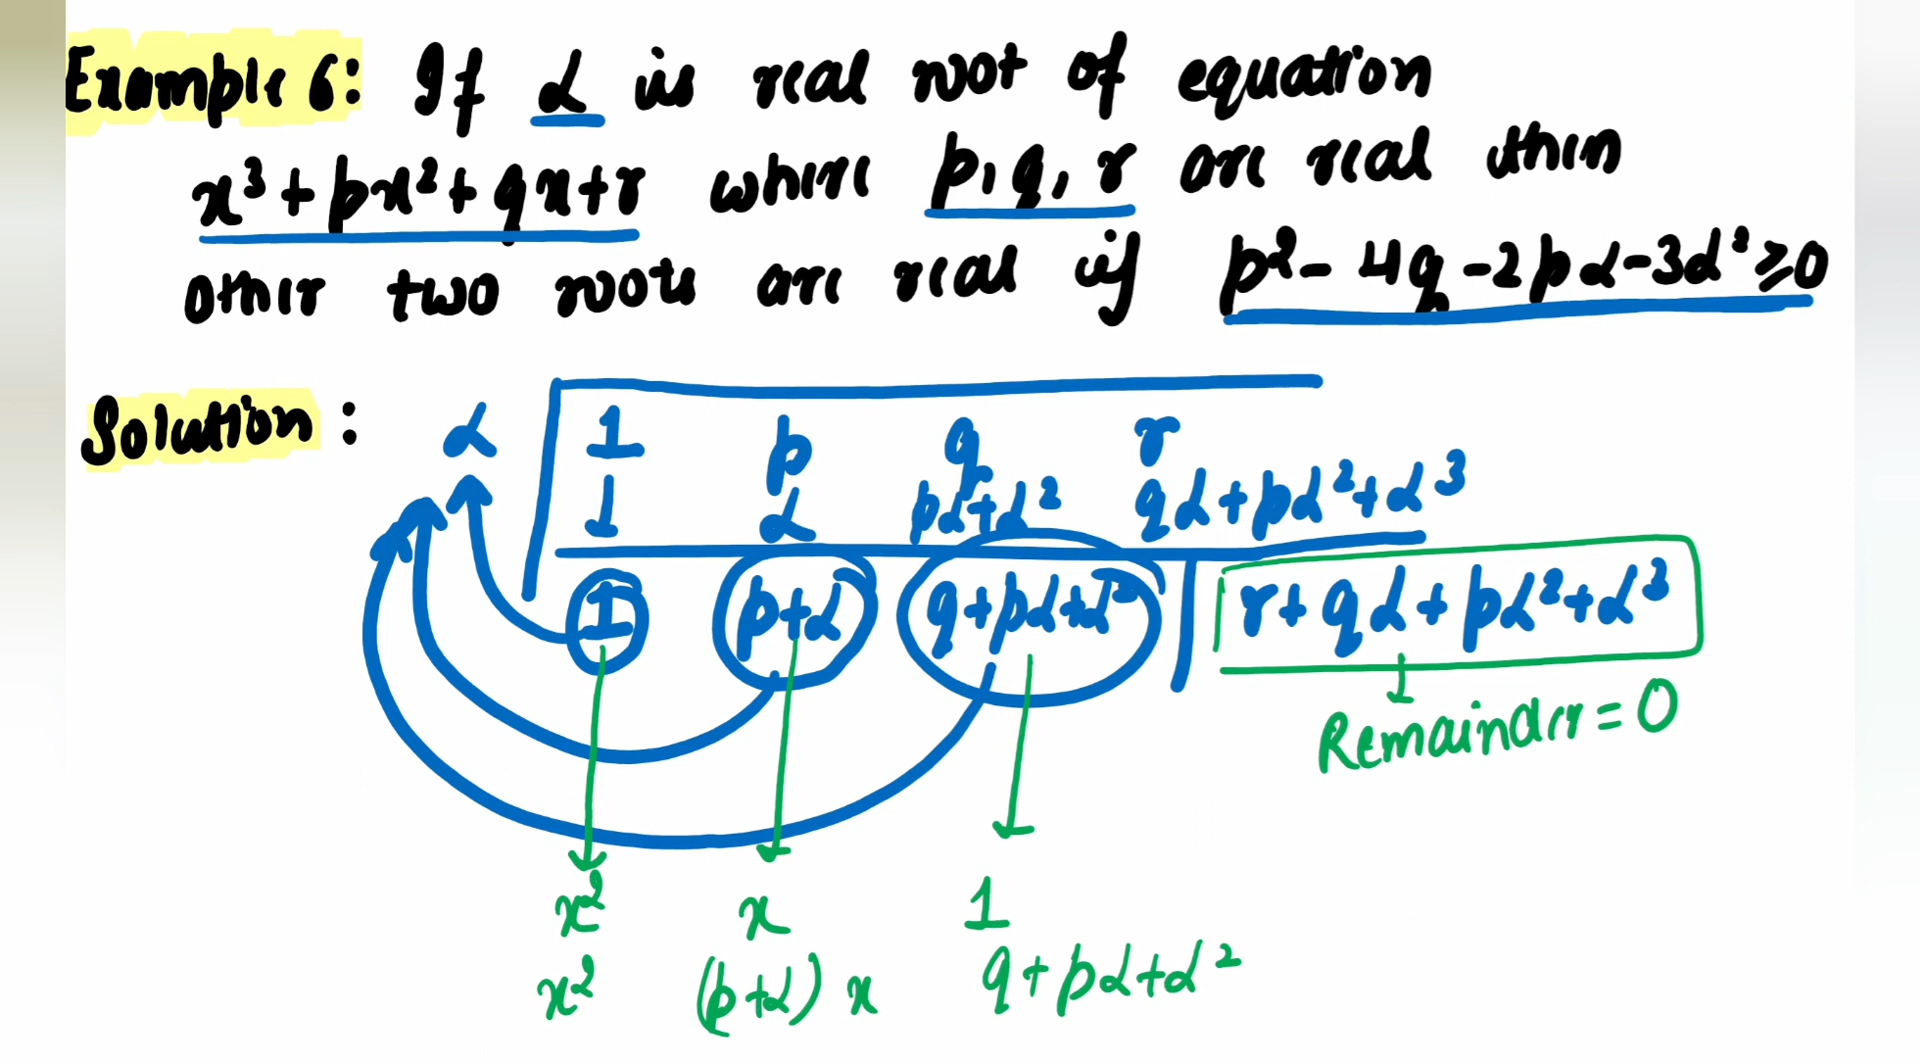 Example 6: If α is real root of equation
x³+px²+qx+r where p, q, r are real then
other two roots are real if p²-4q-2pα-3α²≥0
Solution : α 1 p q r
1 α pα+α² qα+pα²+α³
1 p+α q+pα+α² r+qα+pα²+α³
Remainder=0
x² x 1
x² (p+α)x q+pα+α²